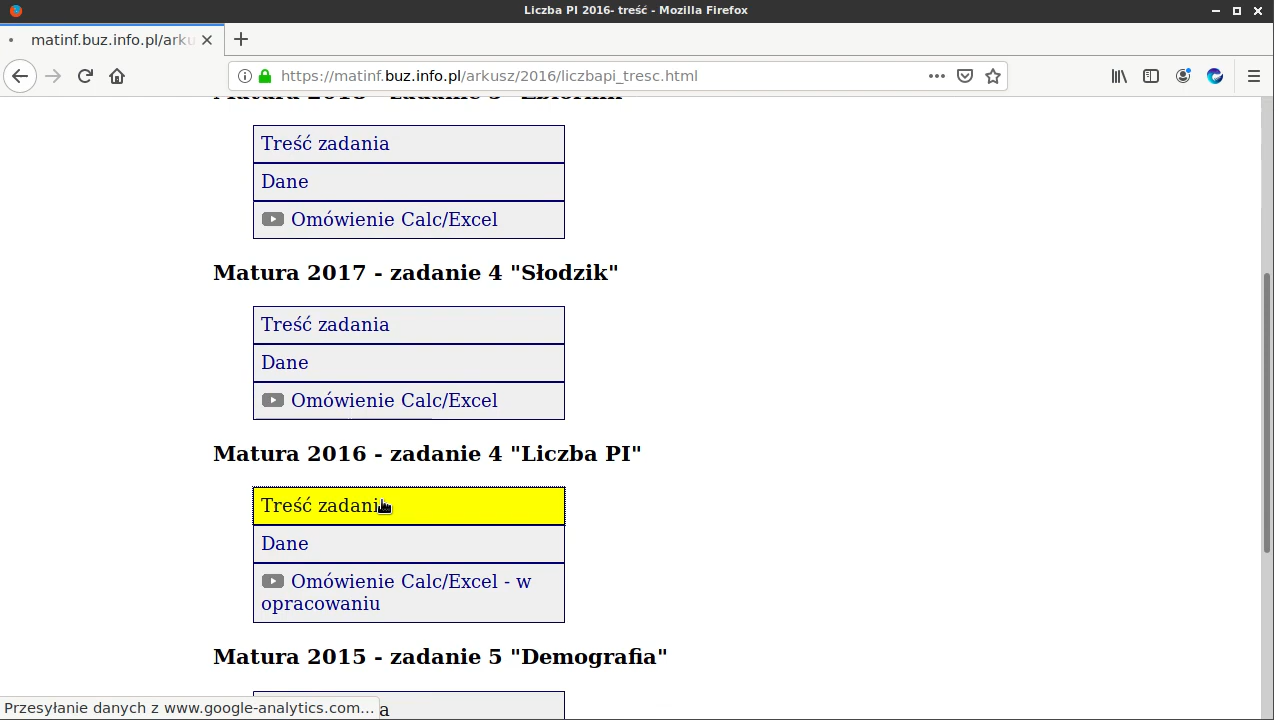 Liczba PI 2016- treść - Mozilla Firefox
matinf.buz.info.pl/arku
https://matinf.buz.info.pl/arkusz/2016/liczbapi_tresc.html
Treść zadania
Dane
Omówienie Calc/Excel
Matura 2017 - zadanie 4 "Słodzik"
Treść zadania
Dane
Omówienie Calc/Excel
Matura 2016 - zadanie 4 "Liczba PI"
Treść zadania
Dane
Omówienie Calc/Excel - w
opracowaniu
Matura 2015 - zadanie 5 "Demografia"
Przesyłanie danych z www.google-analytics.com...